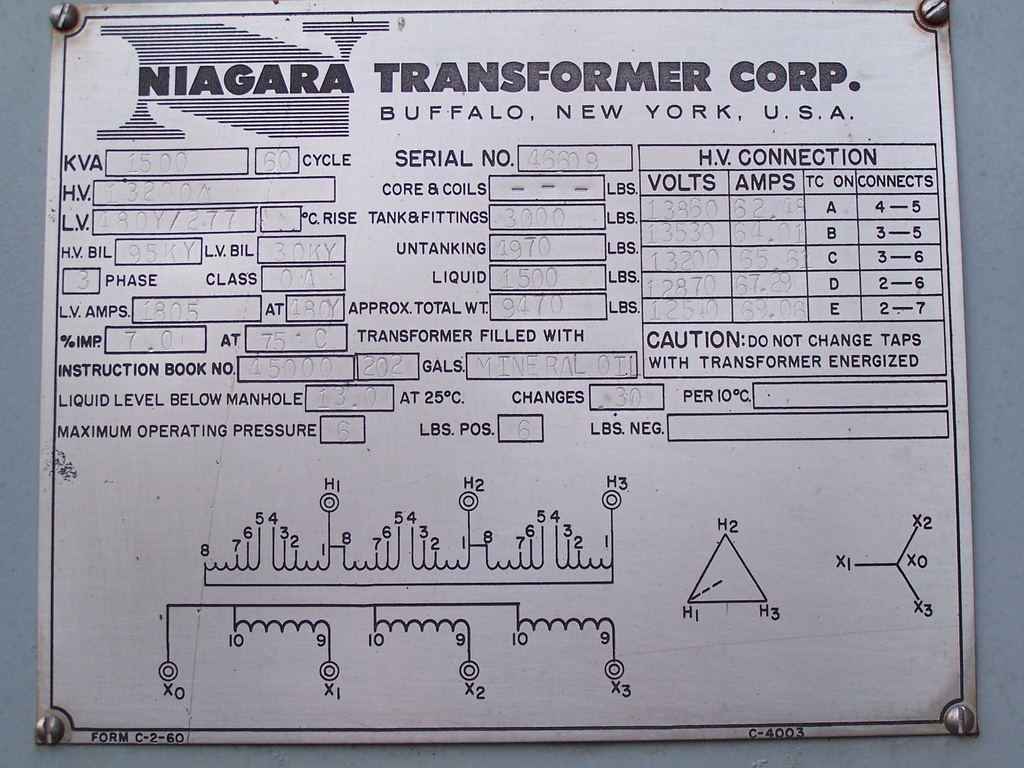 NIAGARA TRANSFORMER CORP.
BUFFALO, NEW YORK, U.S.A.
KVA 1500 60 CYCLE SERIAL NO. 46609
H.V. 13200Δ CORE & COILS - - - LBS.
L.V. 480Y/277 °C. RISE TANK & FITTINGS 3000 LBS.
H.V. BIL 95KV L.V. BIL 30KV UNTANKING 4970 LBS.
3 PHASE CLASS OA LIQUID 1500 LBS.
L.V. AMPS. 1805 AT 480Y APPROX. TOTAL WT. 9470 LBS.
% IMP. 7.0 AT 75°C TRANSFORMER FILLED WITH
INSTRUCTION BOOK NO. 45000 202 GALS. MINERAL OIL
H.V. CONNECTION
VOLTS AMPS TC ON CONNECTS
13860 62.48 A 4-5
13530 64.01 B 3-5
13200 65.61 C 3-6
12870 67.29 D 2-6
12540 69.06 E 2-7
CAUTION: DO NOT CHANGE TAPS
WITH TRANSFORMER ENERGIZED
LIQUID LEVEL BELOW MANHOLE 13.0 AT 25°C. CHANGES .30 PER 10°C.
MAXIMUM OPERATING PRESSURE 6 LBS. POS. 6 LBS. NEG.
H1 H2 H3
8 7 6 5 4 3 2 1 8 7 6 5 4 3 2 1 8 7 6 5 4 3 2 1
10 9 10 9 10 9
X0 X1 X2 X3
H2
H1 H3
X2
X1 X0
X3
FORM C-2-60 C-4003